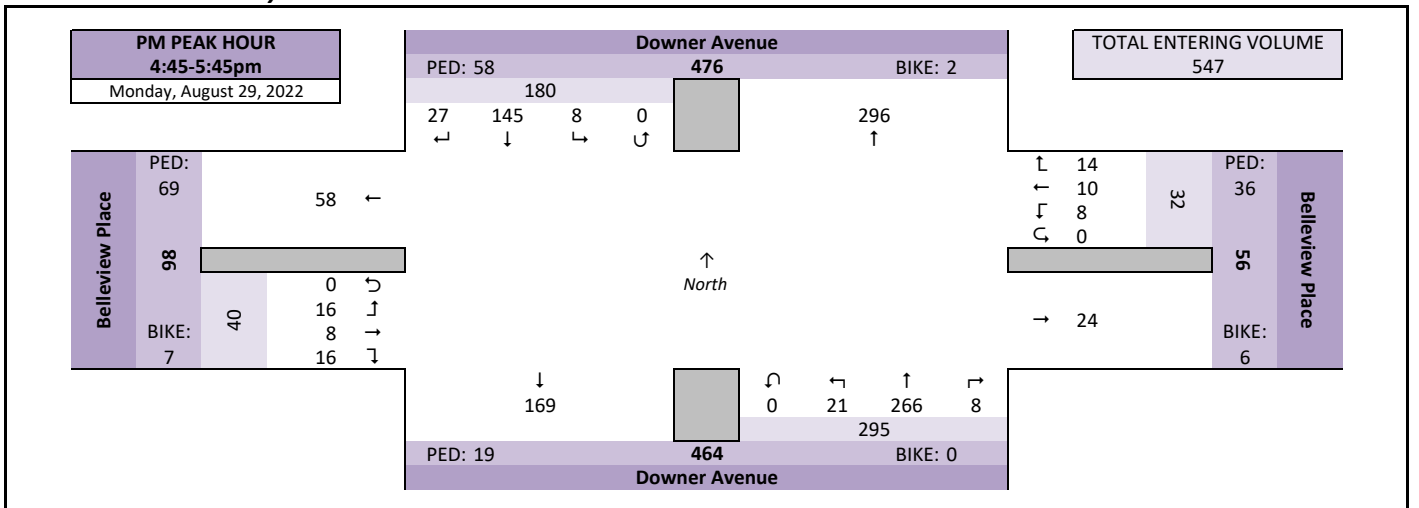 PM PEAK HOUR
4:45-5:45pm
Monday, August 29, 2022
Downer Avenue
PED: 58 476 BIKE: 2
180
27 145 8 0 296
↵ ↓ ↳ ↺ ↑
TOTAL ENTERING VOLUME
547
Belleview Place
PED:
69
98
BIKE:
7
58 ←
40
0 ⮌
16 ↰
8 →
16 ↴
↑
North
↱ 14
← 10
↲ 8
⮎ 0
32
PED:
36
56
BIKE:
6
Belleview Place
→ 24
↓
169
⮏ ↰ ↑ ↱
0 21 266 8
295
PED: 19 464 BIKE: 0
Downer Avenue